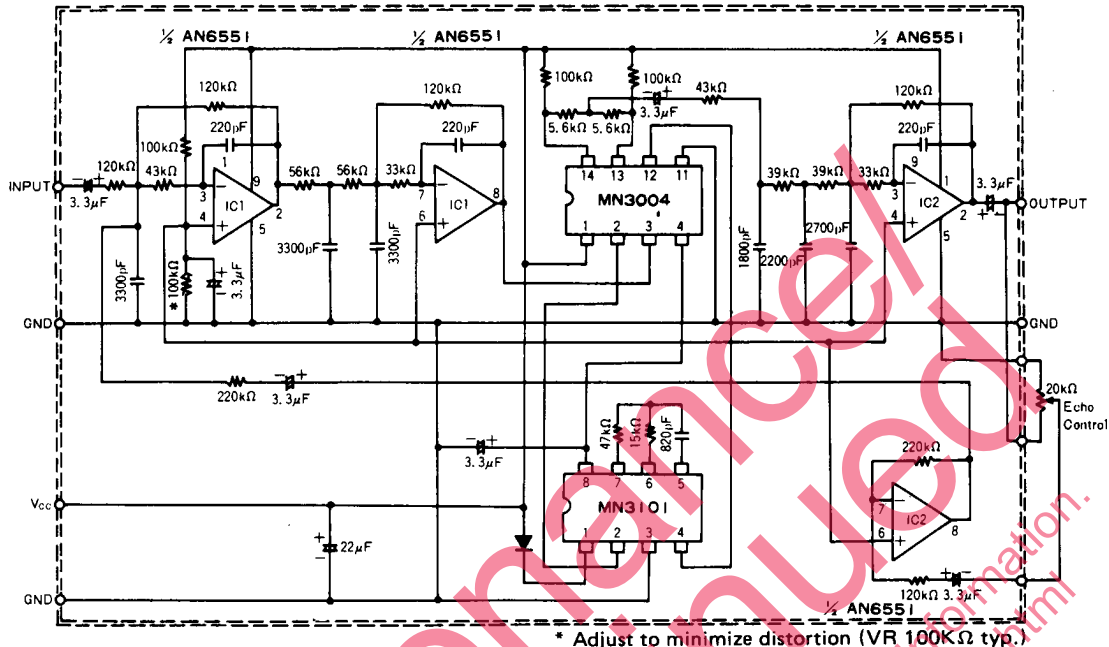 ½ AN6551
½ AN6551
½ AN6551
120kΩ
220pF
100kΩ
INPUT
3.3μF
120kΩ
43kΩ
1
9
3
4
2
5
IC1
3300pF
*100kΩ
3.3μF
56kΩ
56kΩ
33kΩ
3300pF
3300pF
120kΩ
220pF
7
6
8
IC1
100kΩ
100kΩ
5.6kΩ
5.6kΩ
3.3μF
43kΩ
14 13 12 11
MN3004
1 2 3 4
39kΩ
39kΩ
33kΩ
1800pF
2200pF
2700pF
120kΩ
220pF
9
1
3
4
2
5
IC2
3.3μF
OUTPUT
GND
GND
220kΩ
3.3μF
20kΩ
Echo
Control
3.3μF
47kΩ
15kΩ
820pF
8 7 6 5
MN3101
1 2 3 4
Vcc
22μF
GND
220kΩ
7
6
8
IC2
120kΩ
3.3μF
½ AN6551
* Adjust to minimize distortion (VR 100KΩ typ.)
nance/
nued
formation.
html